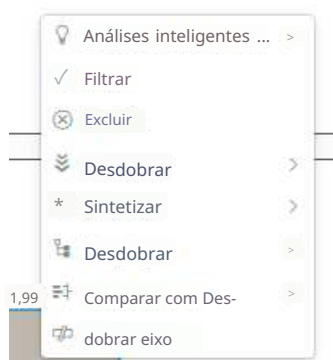 Análises inteligentes ...
Filtrar
Excluir
Desdobrar
* Sintetizar
Desdobrar
1,99
Comparar com Des-
dobrar eixo